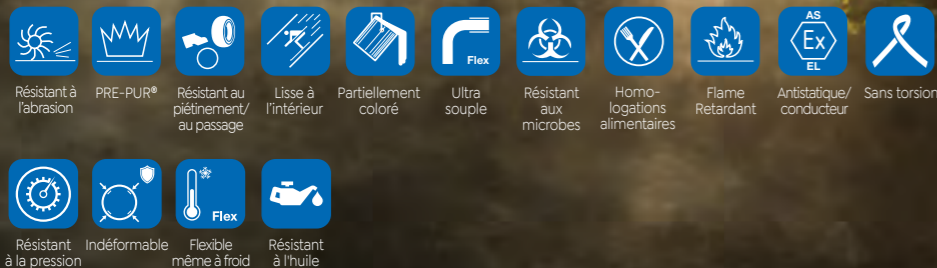 Flex
AS
Ex
EL
Résistant à
l'abrasion
PRE-PUR®
Résistant au
piétinement/
au passage
Lisse à
l'intérieur
Partiellement
coloré
Ultra
souple
Résistant
aux
microbes
Homo-
logations
alimentaires
Flame
Retardant
Antistatique/
conducteur
Sans torsion
Flex
Résistant
à la pression
Indéformable
Flexible
même à froid
Résistant
à l'huile